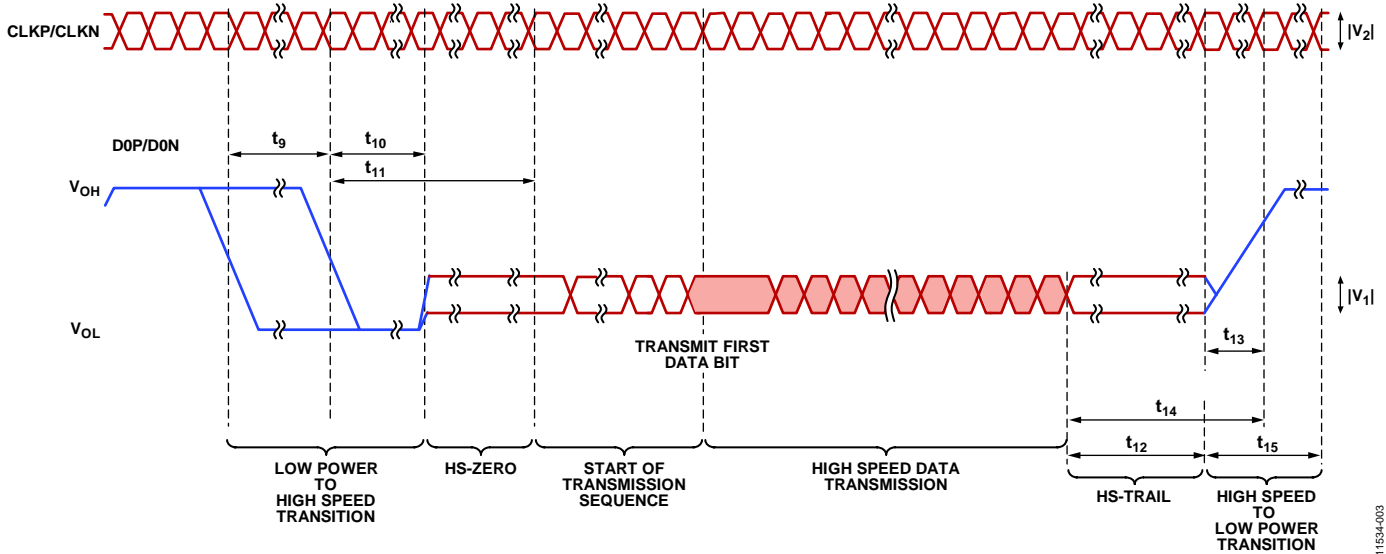 CLKP/CLKN
|V2|
D0P/D0N
t9
t10
t11
VOH
VOL
|V1|
TRANSMIT FIRST
DATA BIT
t13
t14
t12
t15
LOW POWER
TO
HIGH SPEED
TRANSITION
HS-ZERO
START OF
TRANSMISSION
SEQUENCE
HIGH SPEED DATA
TRANSMISSION
HS-TRAIL
HIGH SPEED
TO
LOW POWER
TRANSITION
11534-003